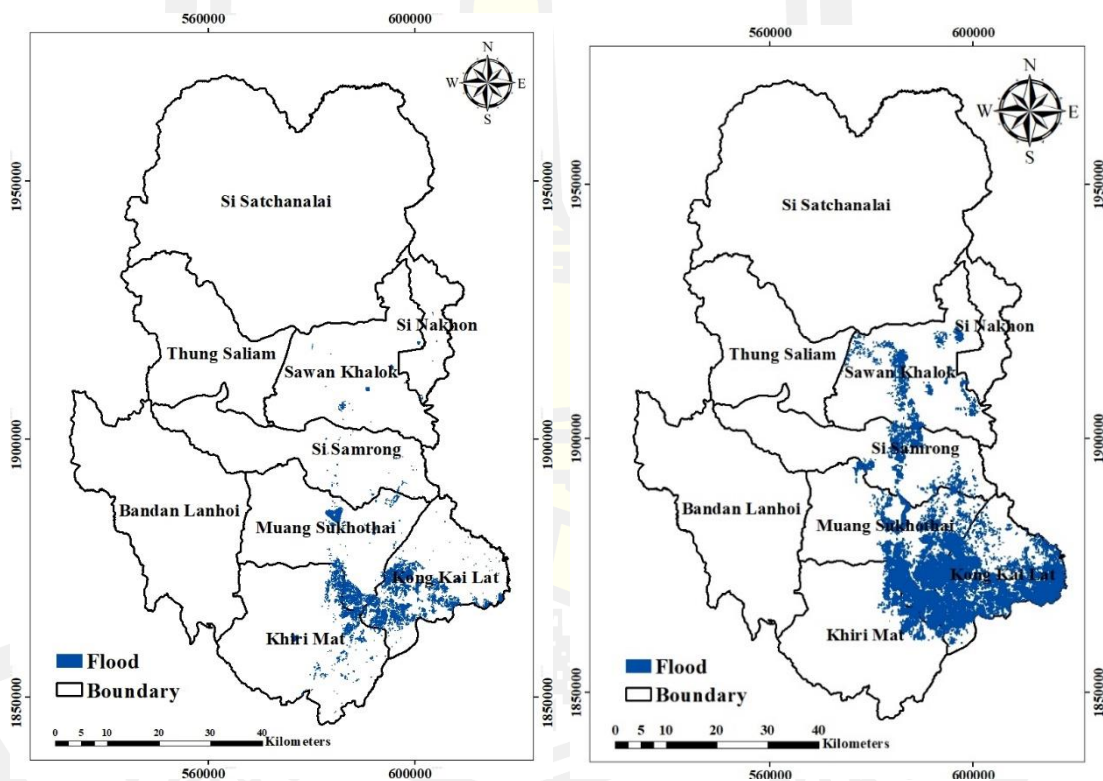 560000 600000
N
W E
S
1950000 1950000
Si Satchanalai
Si Nakhon
Thung Saliam
Sawan Khalok
1900000 1900000
Si Samrong
Bandan Lanhoi
Muang Sukhothai
Kong Kai Lat
Khiri Mat
Flood
Boundary
1850000 1850000
0 5 10 20 30 40
Kilometers
560000 600000
560000 600000
N
W E
S
1950000 1950000
Si Satchanalai
Si Nakhon
Thung Saliam
Sawan Khalok
1900000 1900000
Si Samrong
Bandan Lanhoi
Muang Sukhothai
Kong Kai Lat
Khiri Mat
Flood
Boundary
1850000 1850000
0 5 10 20 30 40
Kilometers
560000 600000